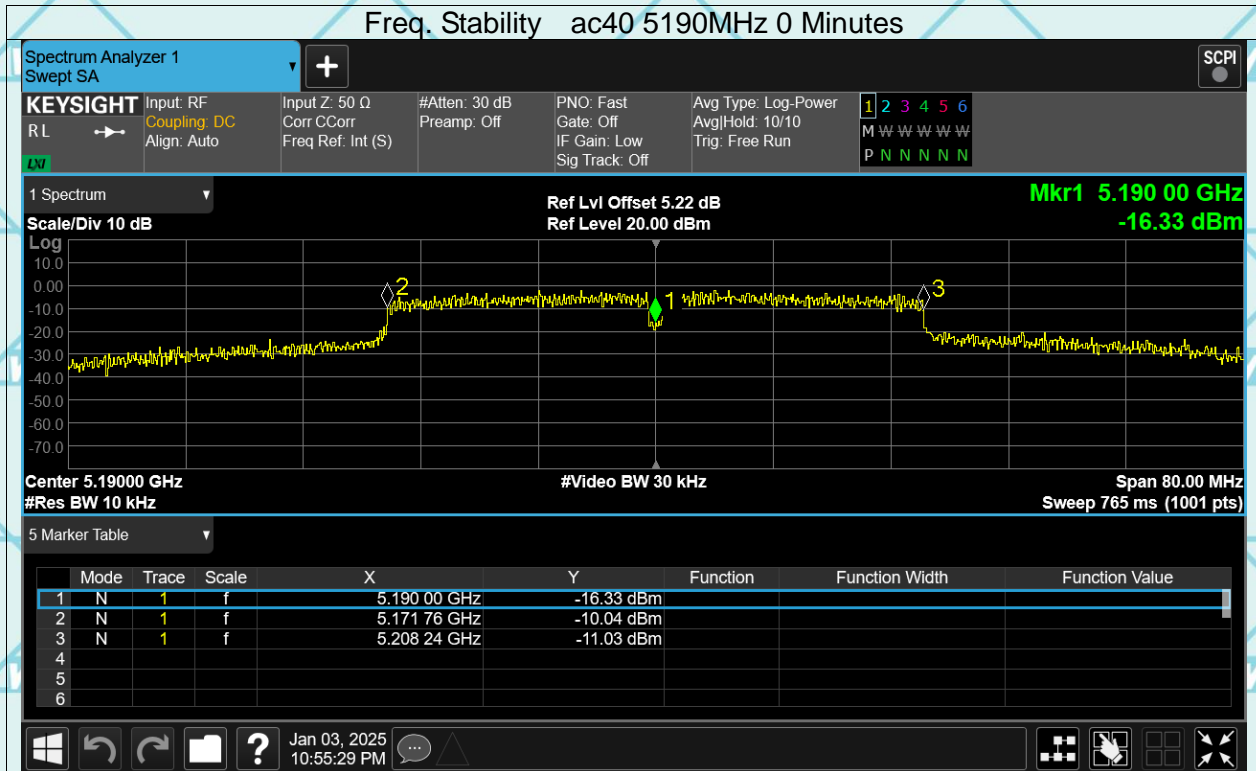 Freq. Stability ac40 5190MHz 0 Minutes
Spectrum Analyzer 1
Swept SA
+
SCPI
KEYSIGHT
R L
LXI
Input: RF
Coupling: DC
Align: Auto
Input Z: 50 Ω
Corr CCorr
Freq Ref: Int (S)
#Atten: 30 dB
Preamp: Off
PNO: Fast
Gate: Off
IF Gain: Low
Sig Track: Off
Avg Type: Log-Power
Avg|Hold: 10/10
Trig: Free Run
1 2 3 4 5 6
M W W W W W
P N N N N N
1 Spectrum
Scale/Div 10 dB
Ref Lvl Offset 5.22 dB
Ref Level 20.00 dBm
Mkr1 5.190 00 GHz
-16.33 dBm
Log
10.0
0.00
-10.0
-20.0
-30.0
-40.0
-50.0
-60.0
-70.0
2
1
3
Center 5.19000 GHz
#Video BW 30 kHz
Span 80.00 MHz
#Res BW 10 kHz
Sweep 765 ms (1001 pts)
5 Marker Table
Mode Trace Scale X Y Function Function Width Function Value
1 N 1 f 5.190 00 GHz -16.33 dBm
2 N 1 f 5.171 76 GHz -10.04 dBm
3 N 1 f 5.208 24 GHz -11.03 dBm
4
5
6
?
Jan 03, 2025
10:55:29 PM